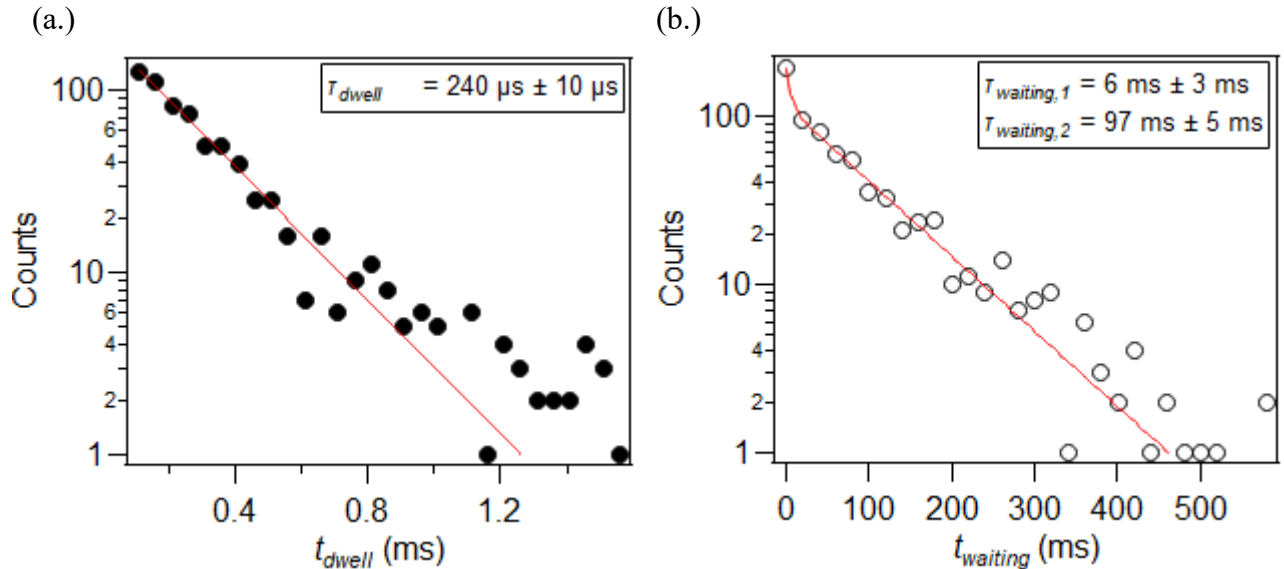 (a.)
100
6
4
2
10
6
4
2
1
Counts
τdwell = 240 µs ± 10 µs
0.4 0.8 1.2
tdwell (ms)
(b.)
100
6
4
2
10
6
4
2
1
Counts
τwaiting,1 = 6 ms ± 3 ms
τwaiting,2 = 97 ms ± 5 ms
0 100 200 300 400 500
twaiting (ms)